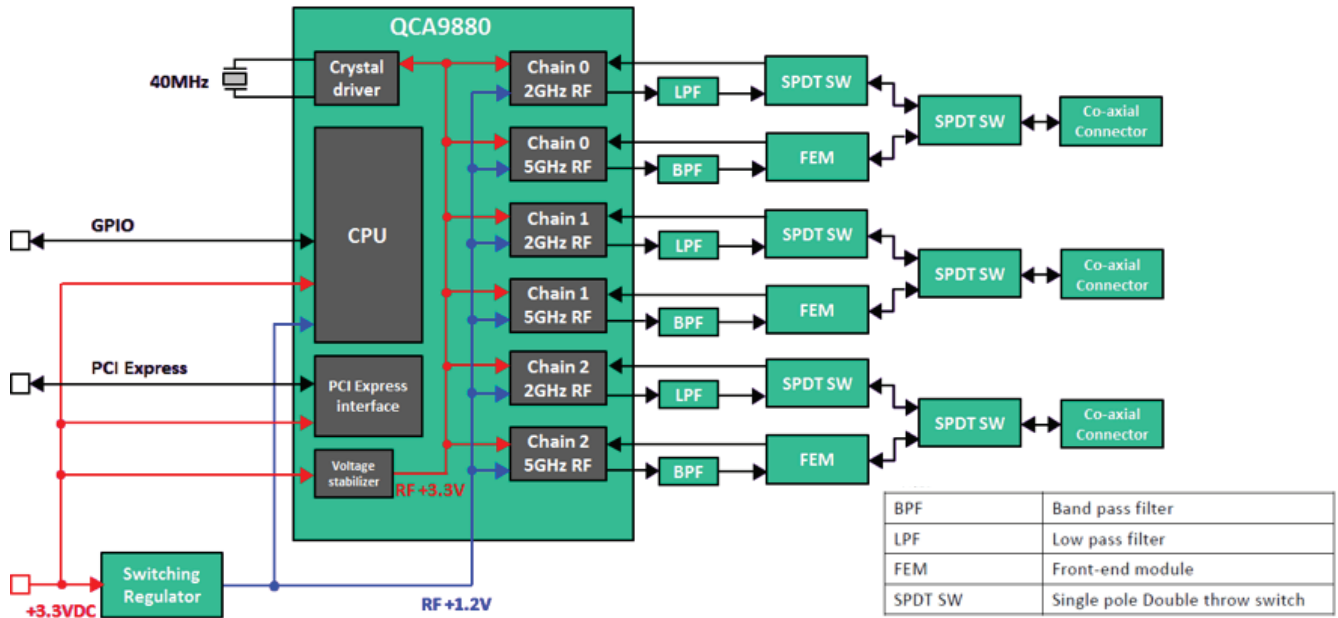 QCA9880
40MHz
Crystal
driver
CPU
GPIO
PCI Express
PCI Express
interface
Voltage
stabilizer
RF+3.3V
Switching
Regulator
+3.3VDC
RF+1.2V
Chain 0
2GHz RF
LPF
SPDT SW
Chain 0
5GHz RF
BPF
FEM
SPDT SW
Co-axial
Connector
Chain 1
2GHz RF
LPF
SPDT SW
Chain 1
5GHz RF
BPF
FEM
SPDT SW
Co-axial
Connector
Chain 2
2GHz RF
LPF
SPDT SW
Chain 2
5GHz RF
BPF
FEM
SPDT SW
Co-axial
Connector
BPF Band pass filter
LPF Low pass filter
FEM Front-end module
SPDT SW Single pole Double throw switch